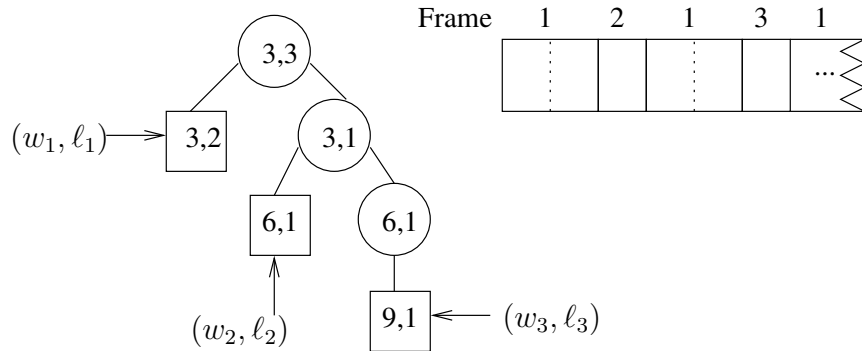 Frame 1 2 1 3 1
3,3
...
(w₁, ℓ₁) 3,2 3,1
6,1 6,1
(w₂, ℓ₂) 9,1 (w₃, ℓ₃)